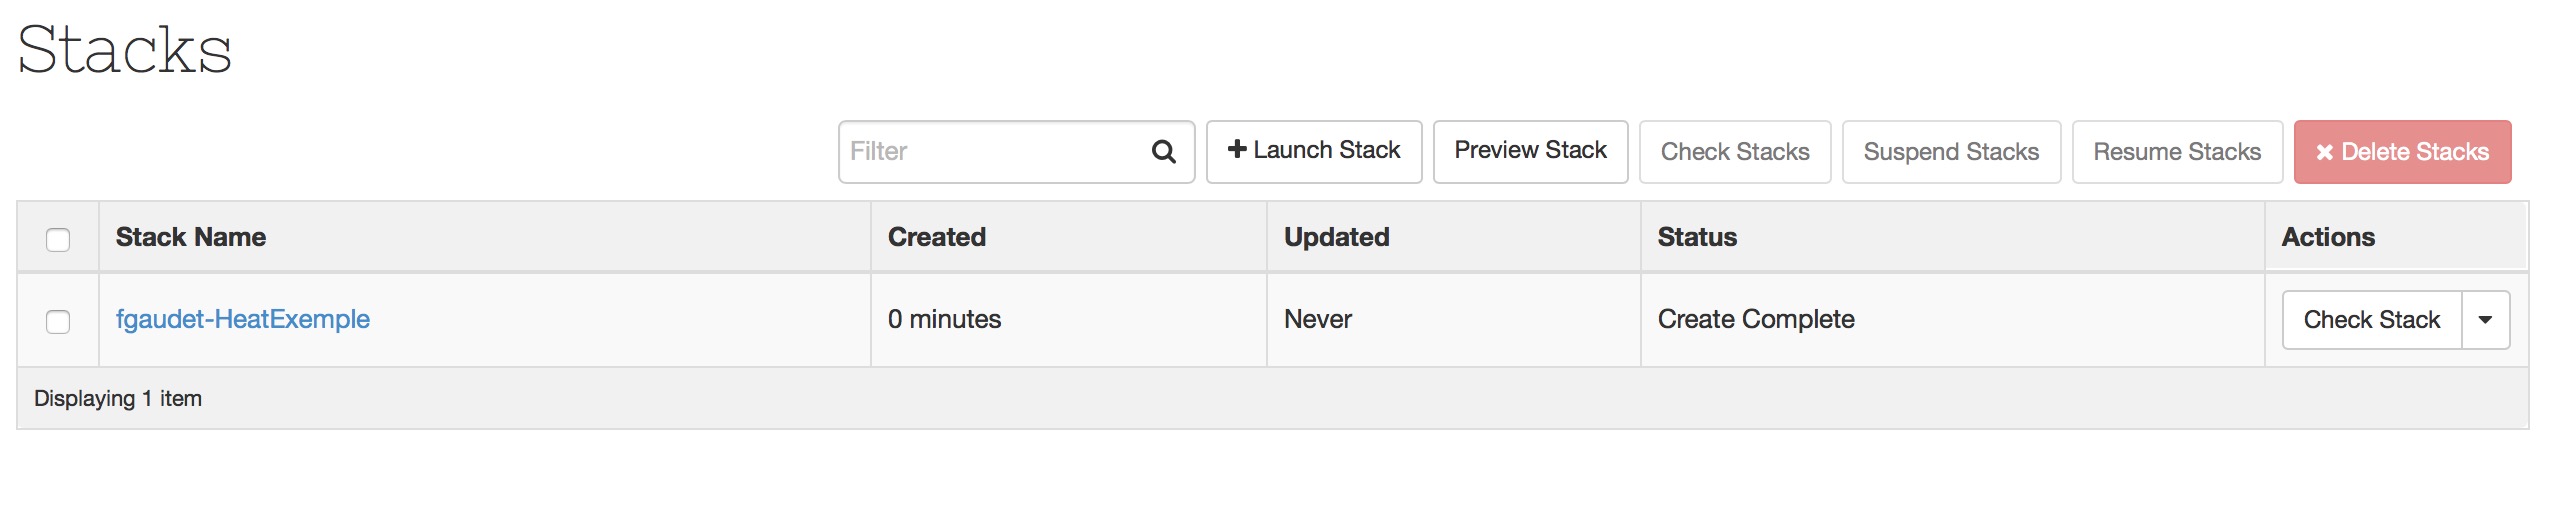 Stacks
Filter Launch Stack Preview Stack Check Stacks Suspend Stacks Resume Stacks Delete Stacks
Stack Name Created Updated Status Actions
fgaudet-HeatExemple 0 minutes Never Create Complete Check Stack
Displaying 1 item